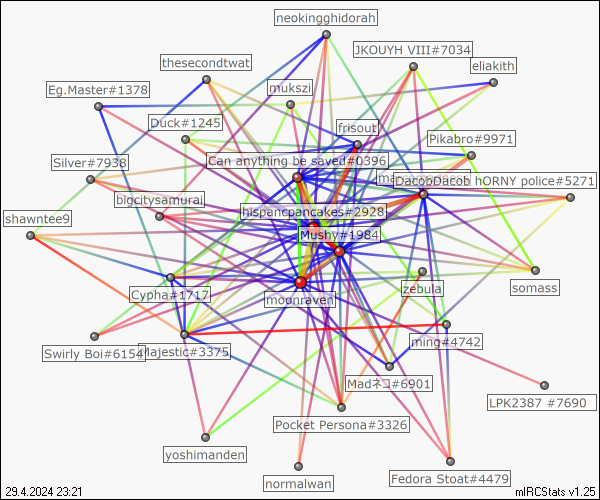 neokingghidorah
JKOUYH VIII#7034
thesecondtwat
eliakith
Eg.Master#1378
mukszi
Duck#1245
frisout
Pikabro#9971
Silver#7938
Can anything be saved#0396
DacobDacob
hORNY police#5271
bigcitysamurai
hispancpancakes#2928
shawntee9
Mushy#1984
Cypha#1717
moonraven
zebula
somass
Swirly Boi#6154
Majestic#3375
ming#4742
Madネコ#6901
LPK2387 #7690
Pocket Persona#3326
yoshimanden
normalwan
Fedora Stoat#4479
29.4.2024 23:21
mIRCStats v1.25